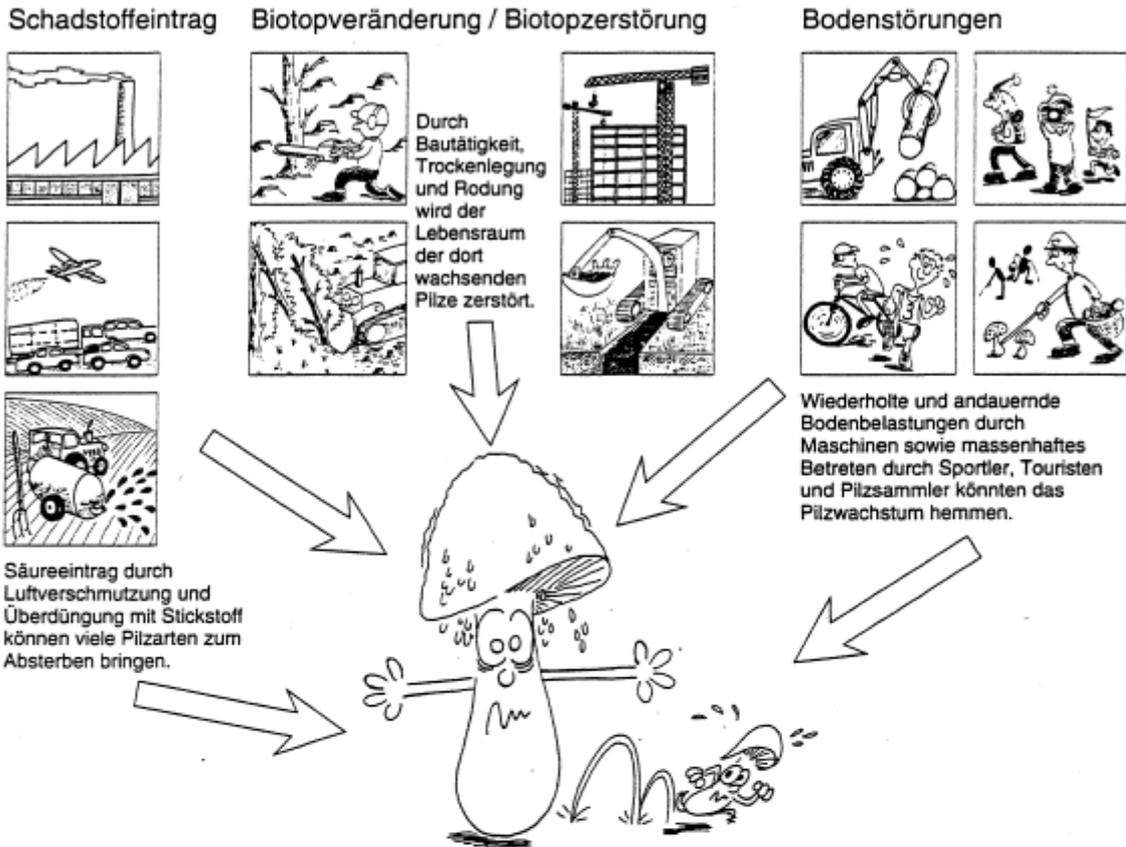 Schadstoffeintrag
Säureeintrag durch
Luftverschmutzung und
Überdüngung mit Stickstoff
können viele Pilzarten zum
Absterben bringen.
Biotopveränderung / Biotopzerstörung
Durch
Bautätigkeit,
Trockenlegung
und Rodung
wird der
Lebensraum
der dort
wachsenden
Pilze zerstört.
Bodenstörungen
Wiederholte und andauernde
Bodenbelastungen durch
Maschinen sowie massenhaftes
Betreten durch Sportler, Touristen
und Pilzsammler könnten das
Pilzwachstum hemmen.